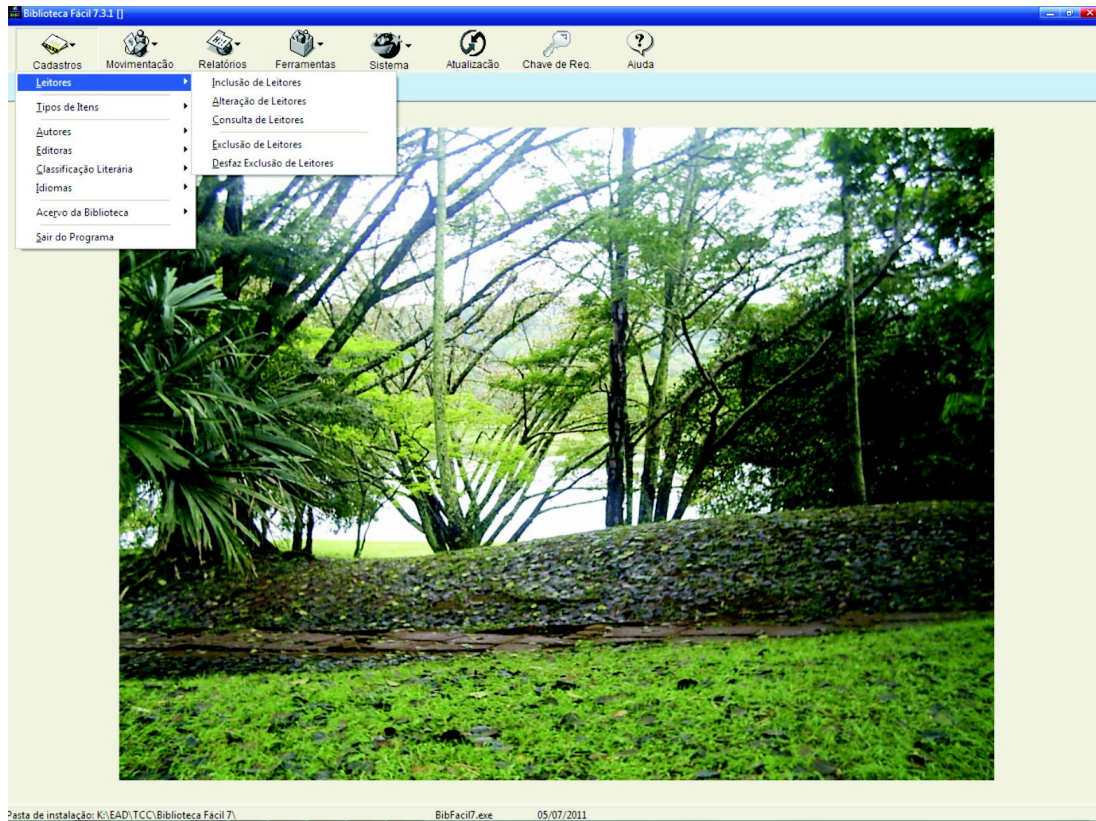 Biblioteca Fácil 7.3.1 []
Cadastros Movimentação Relatórios Ferramentas Sistema Atualização Chave de Reg. Ajuda
Leitores
Tipos de Itens
Autores
Editoras
Classificação Literária
Idiomas
Acervo da Biblioteca
Sair do Programa
Inclusão de Leitores
Alteração de Leitores
Consulta de Leitores
Exclusão de Leitores
Desfaz Exclusão de Leitores
Pasta de instalação: K:\EAD\TCC\Biblioteca Fácil 7\ BibFacil7.exe 05/07/2011